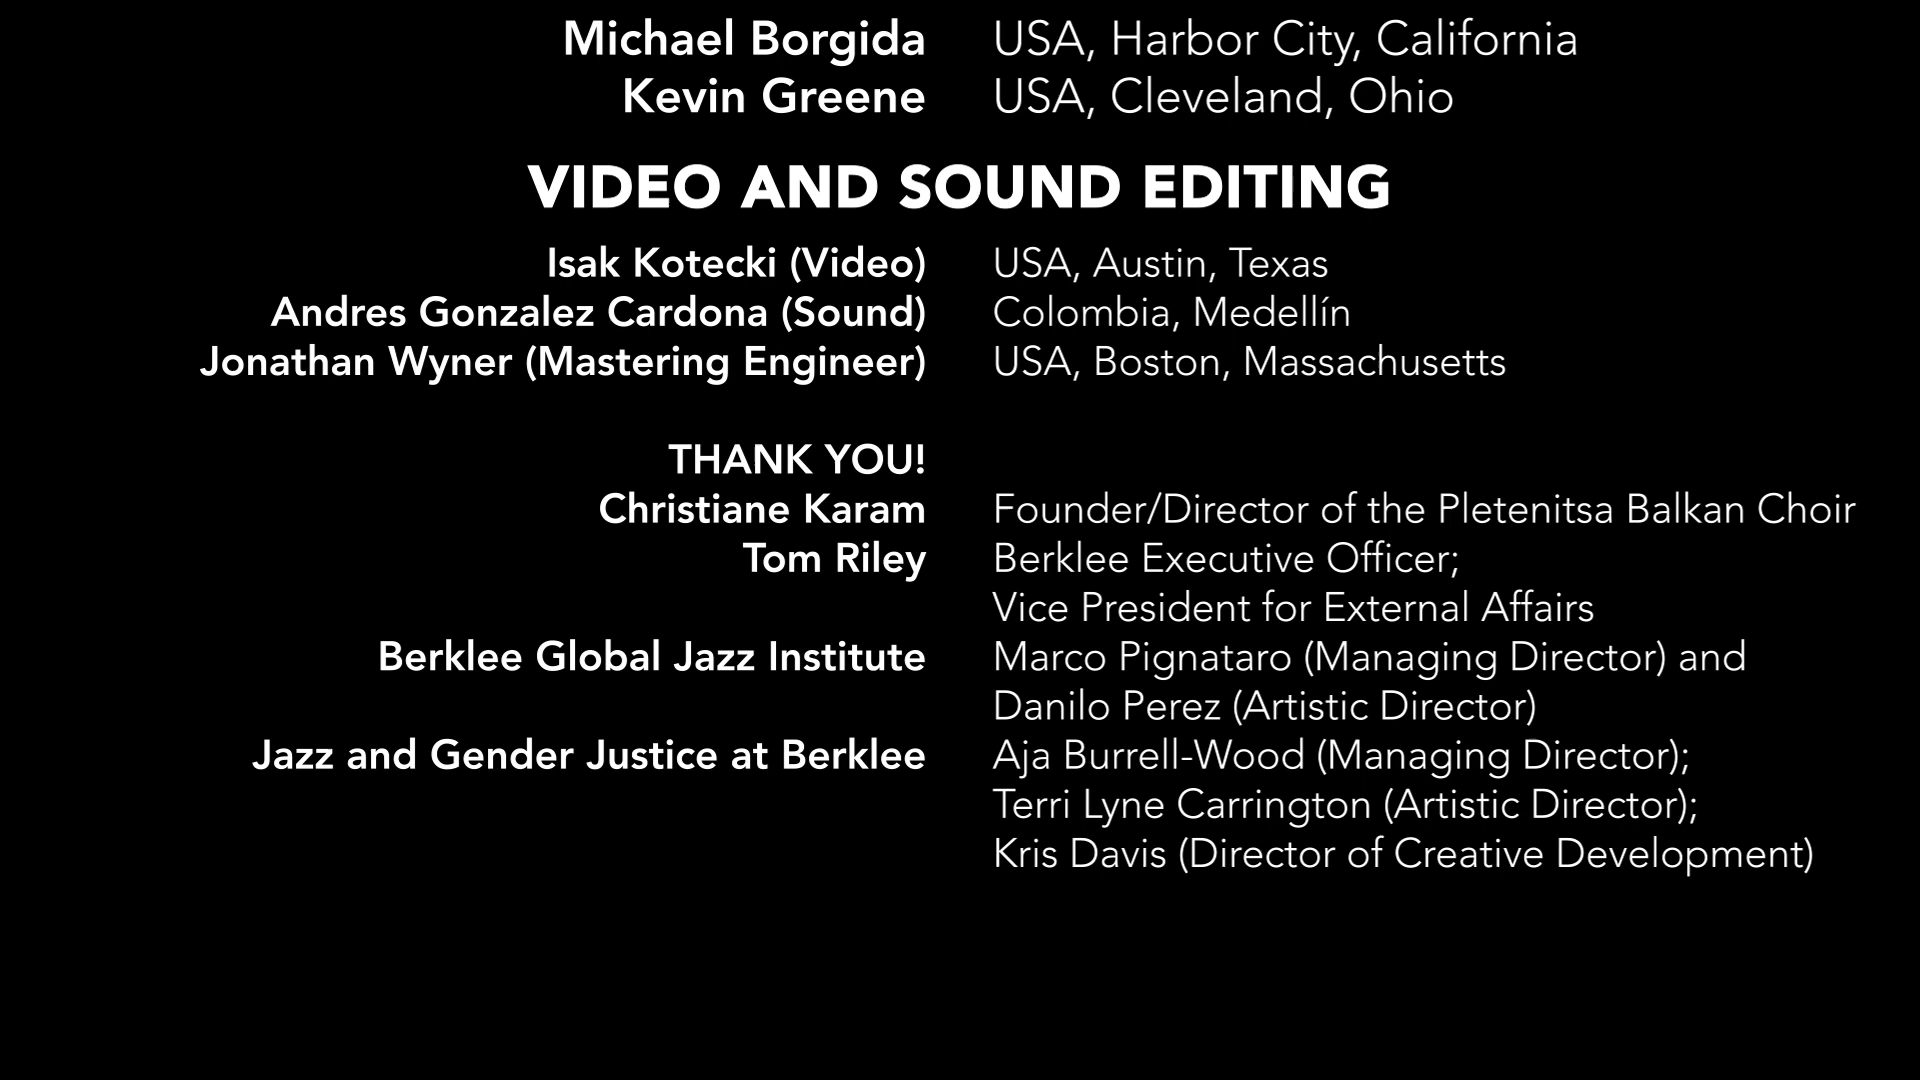 Michael Borgida USA, Harbor City, California
Kevin Greene USA, Cleveland, Ohio
VIDEO AND SOUND EDITING
Isak Kotecki (Video) USA, Austin, Texas
Andres Gonzalez Cardona (Sound) Colombia, Medellín
Jonathan Wyner (Mastering Engineer) USA, Boston, Massachusetts
THANK YOU!
Christiane Karam Founder/Director of the Pletenitsa Balkan Choir
Tom Riley Berklee Executive Officer;
Vice President for External Affairs
Berklee Global Jazz Institute Marco Pignataro (Managing Director) and
Danilo Perez (Artistic Director)
Jazz and Gender Justice at Berklee Aja Burrell-Wood (Managing Director);
Terri Lyne Carrington (Artistic Director);
Kris Davis (Director of Creative Development)